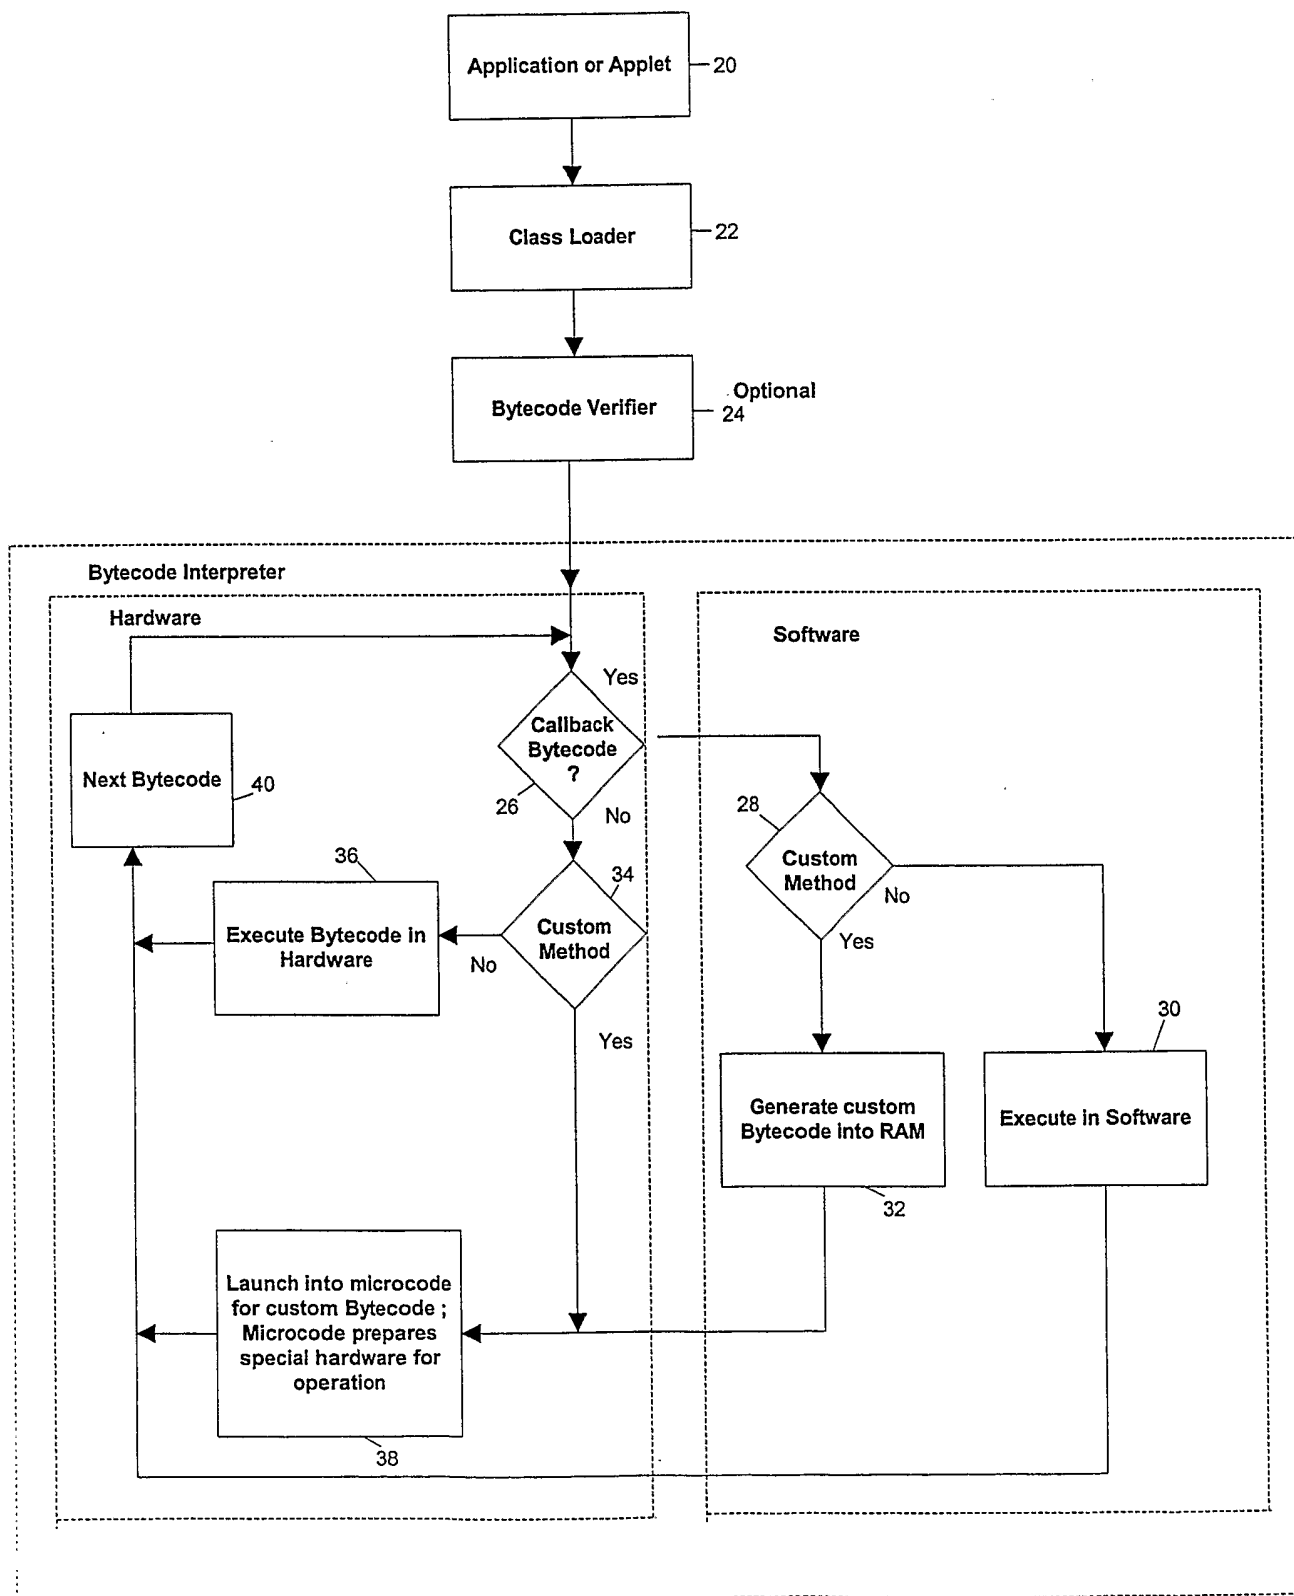 Application or Applet
20
Class Loader
22
Bytecode Verifier
Optional
24
Bytecode Interpreter
Hardware
Software
Yes
Callback
Bytecode
?
26
No
Next Bytecode
40
28
Custom
Method
No
Yes
36
34
Execute Bytecode in
Hardware
Custom
Method
No
Yes
30
Generate custom
Bytecode into RAM
32
Execute in Software
Launch into microcode
for custom Bytecode ;
Microcode prepares
special hardware for
operation
38